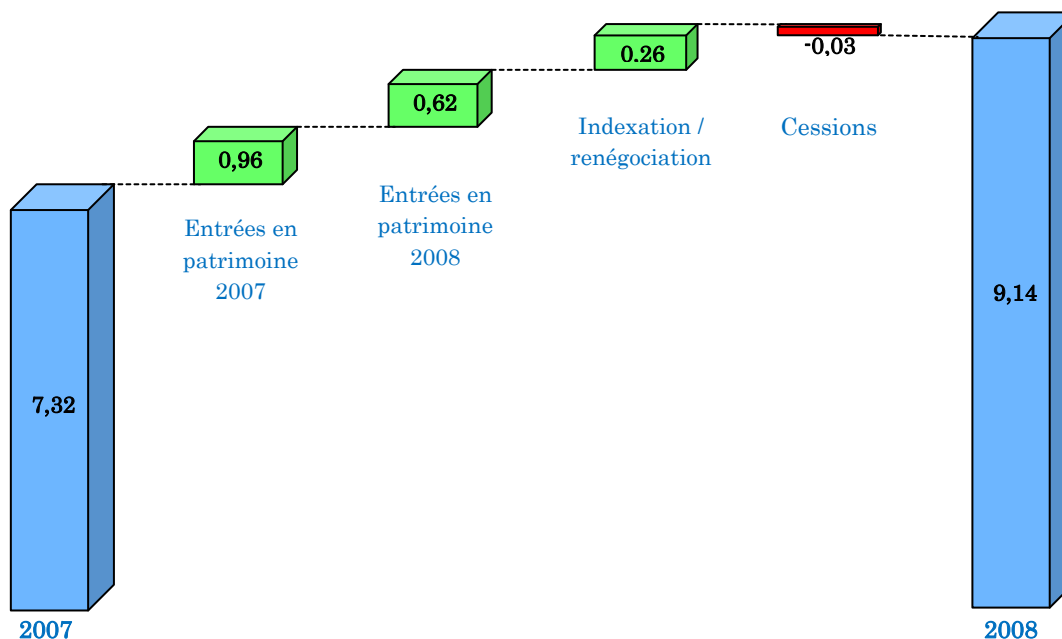 7,32
2007
0,96
Entrées en
patrimoine
2007
0,62
Entrées en
patrimoine
2008
0.26
Indexation /
renégociation
-0,03
Cessions
9,14
2008